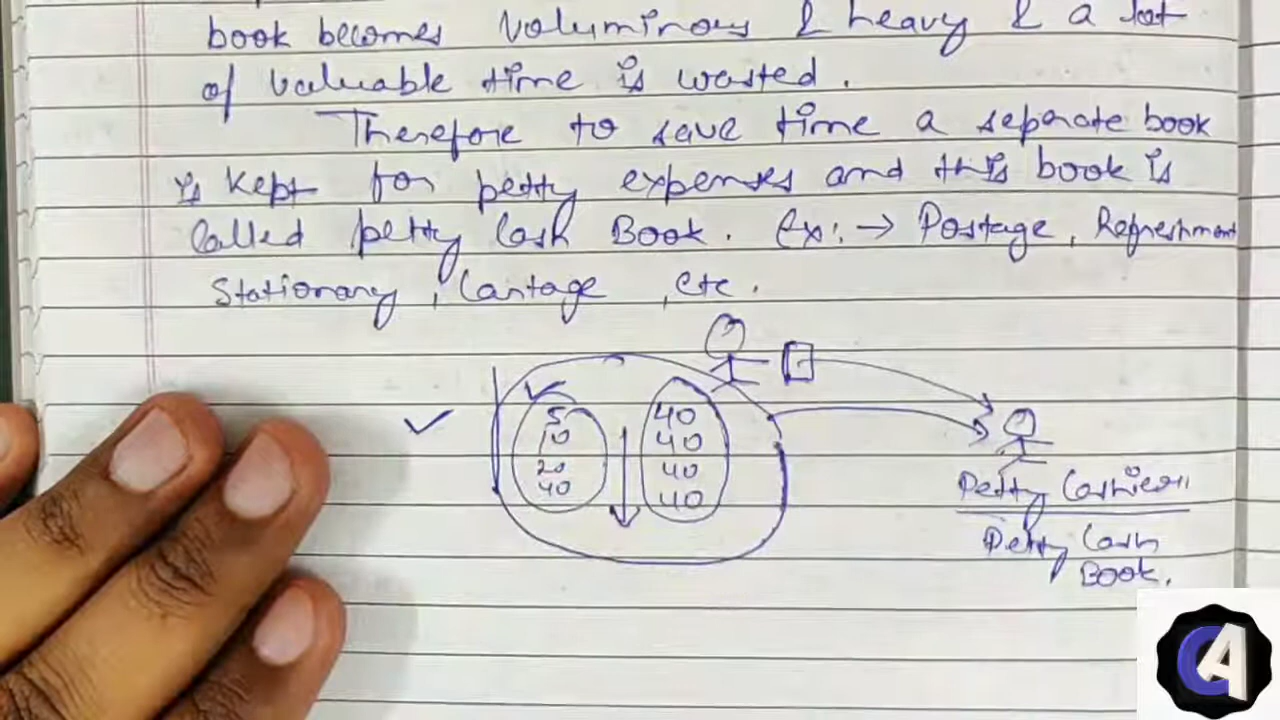 book becomes voluminous & heavy & a lot
of valuable time is wasted.
Therefore to save time a separate book
is kept for petty expenses and this book is
called petty Cash Book. Ex:→ Postage, Refreshment
Stationary, Cartage, etc.
5 40
10 40
20 40
40 40
Petty Cashier
Petty Cash
Book.
CA